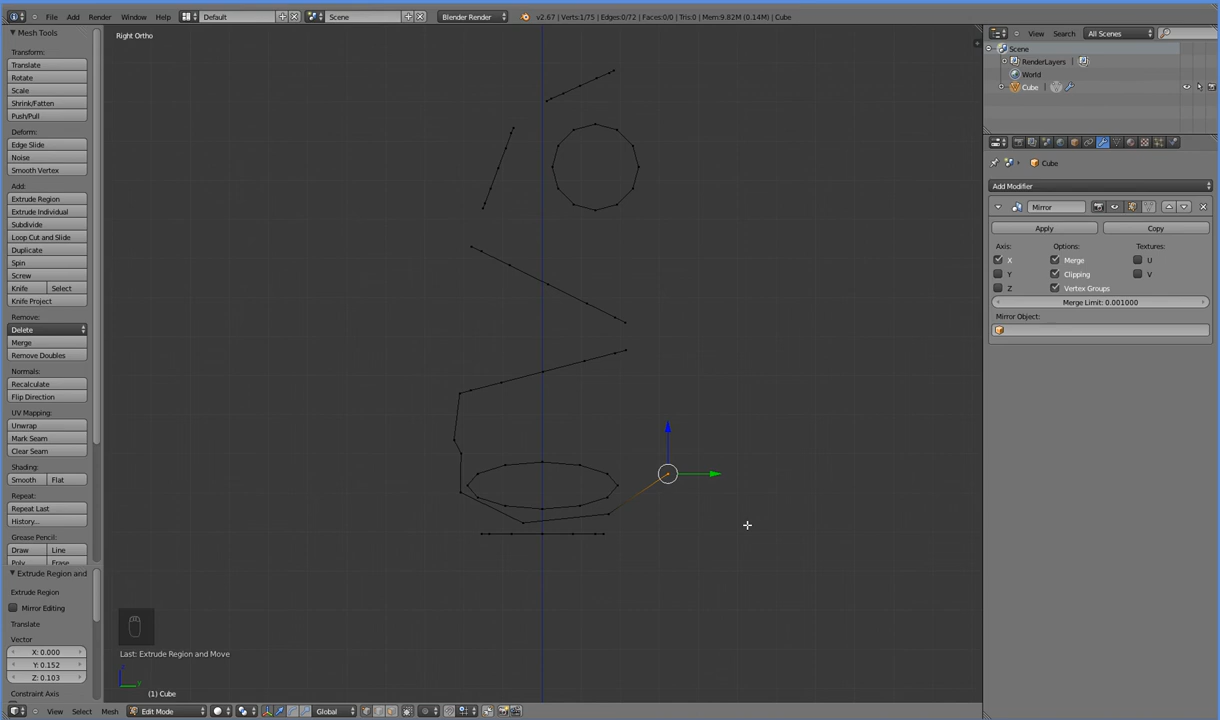 File Add Render Window Help Default Scene Blender Render v2.67 | Verts:1/75 | Edges:0/72 | Faces:0/0 | Tris:0 | Mem:9.82M (0.14M) | Cube
Mesh Tools
Transform:
Translate
Rotate
Scale
Shrink/Fatten
Push/Pull
Deform:
Edge Slide
Noise
Smooth Vertex
Add:
Extrude Region
Extrude Individual
Subdivide
Loop Cut and Slide
Duplicate
Spin
Screw
Knife Select
Knife Project
Remove:
Delete
Merge
Remove Doubles
Normals:
Recalculate
Flip Direction
UV Mapping:
Unwrap
Mark Seam
Clear Seam
Shading:
Smooth Flat
Repeat:
Repeat Last
History...
Grease Pencil:
Draw Line
Poly Erase
Extrude Region and
Extrude Region
Mirror Editing
Translate
Vector
X: 0.000
Y: 0.152
Z: 0.103
Constraint Axis
Right Ortho
Last: Extrude Region and Move
z
y
(1) Cube
View Select Mesh Edit Mode Global
View Search All Scenes
Scene
RenderLayers |
World
Cube |
Cube
Add Modifier
Mirror
Apply Copy
Axis: Options: Textures:
X Merge U
Y Clipping V
Z Vertex Groups
Merge Limit: 0.001000
Mirror Object: